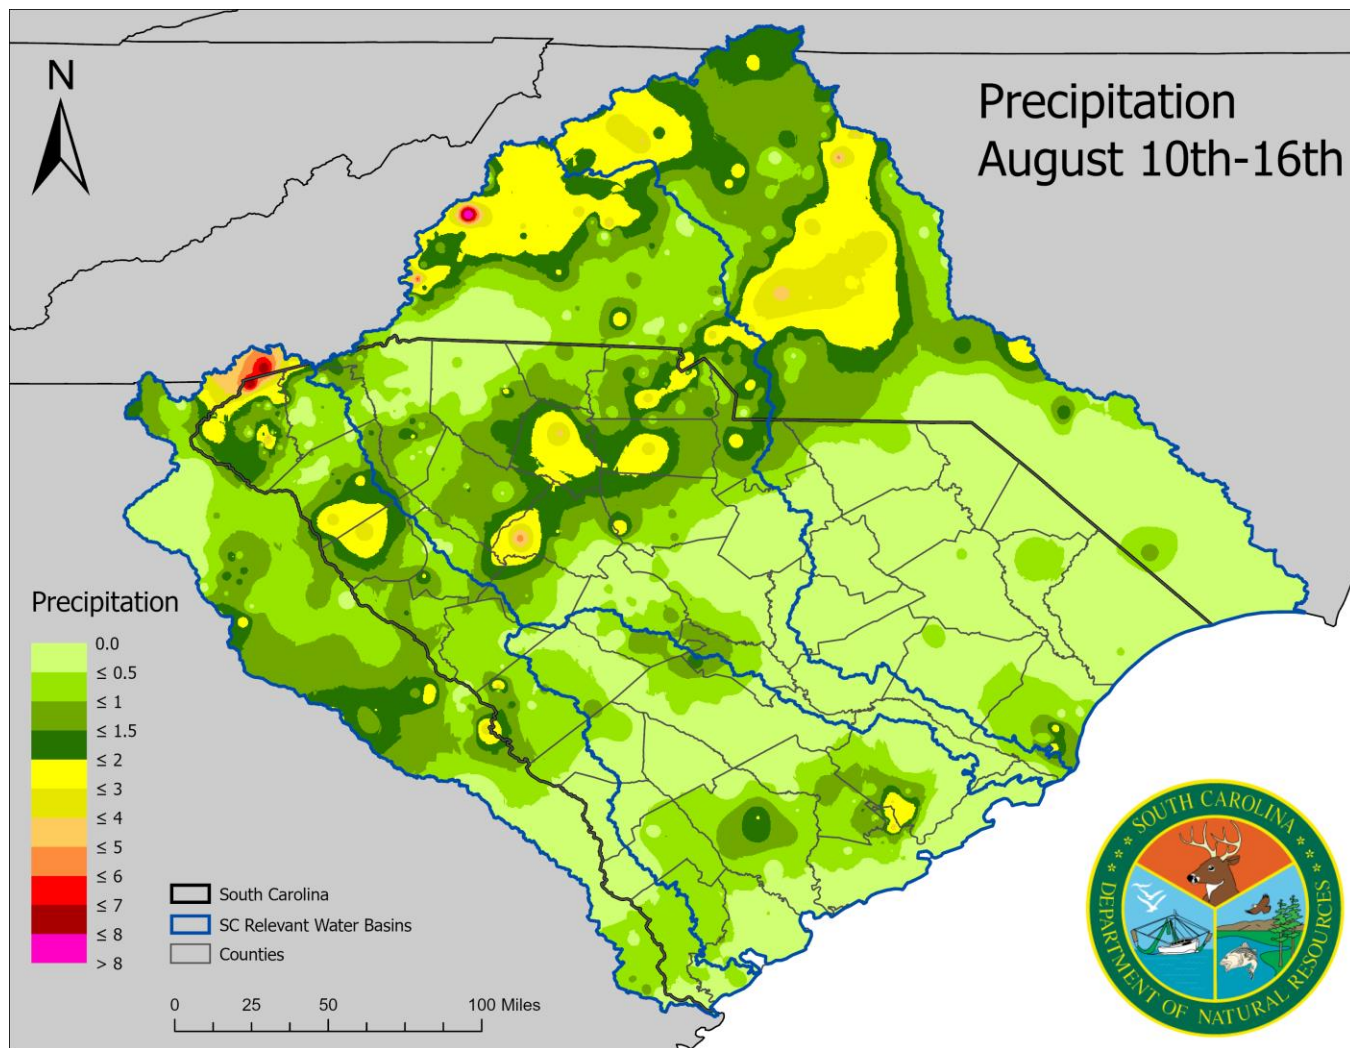 N
Precipitation
August 10th-16th
Precipitation
0.0
≤ 0.5
≤ 1
≤ 1.5
≤ 2
≤ 3
≤ 4
≤ 5
≤ 6
≤ 7
≤ 8
> 8
South Carolina
SC Relevant Water Basins
Counties
0 25 50 100 Miles
SOUTH CAROLINA
DEPARTMENT OF NATURAL RESOURCES